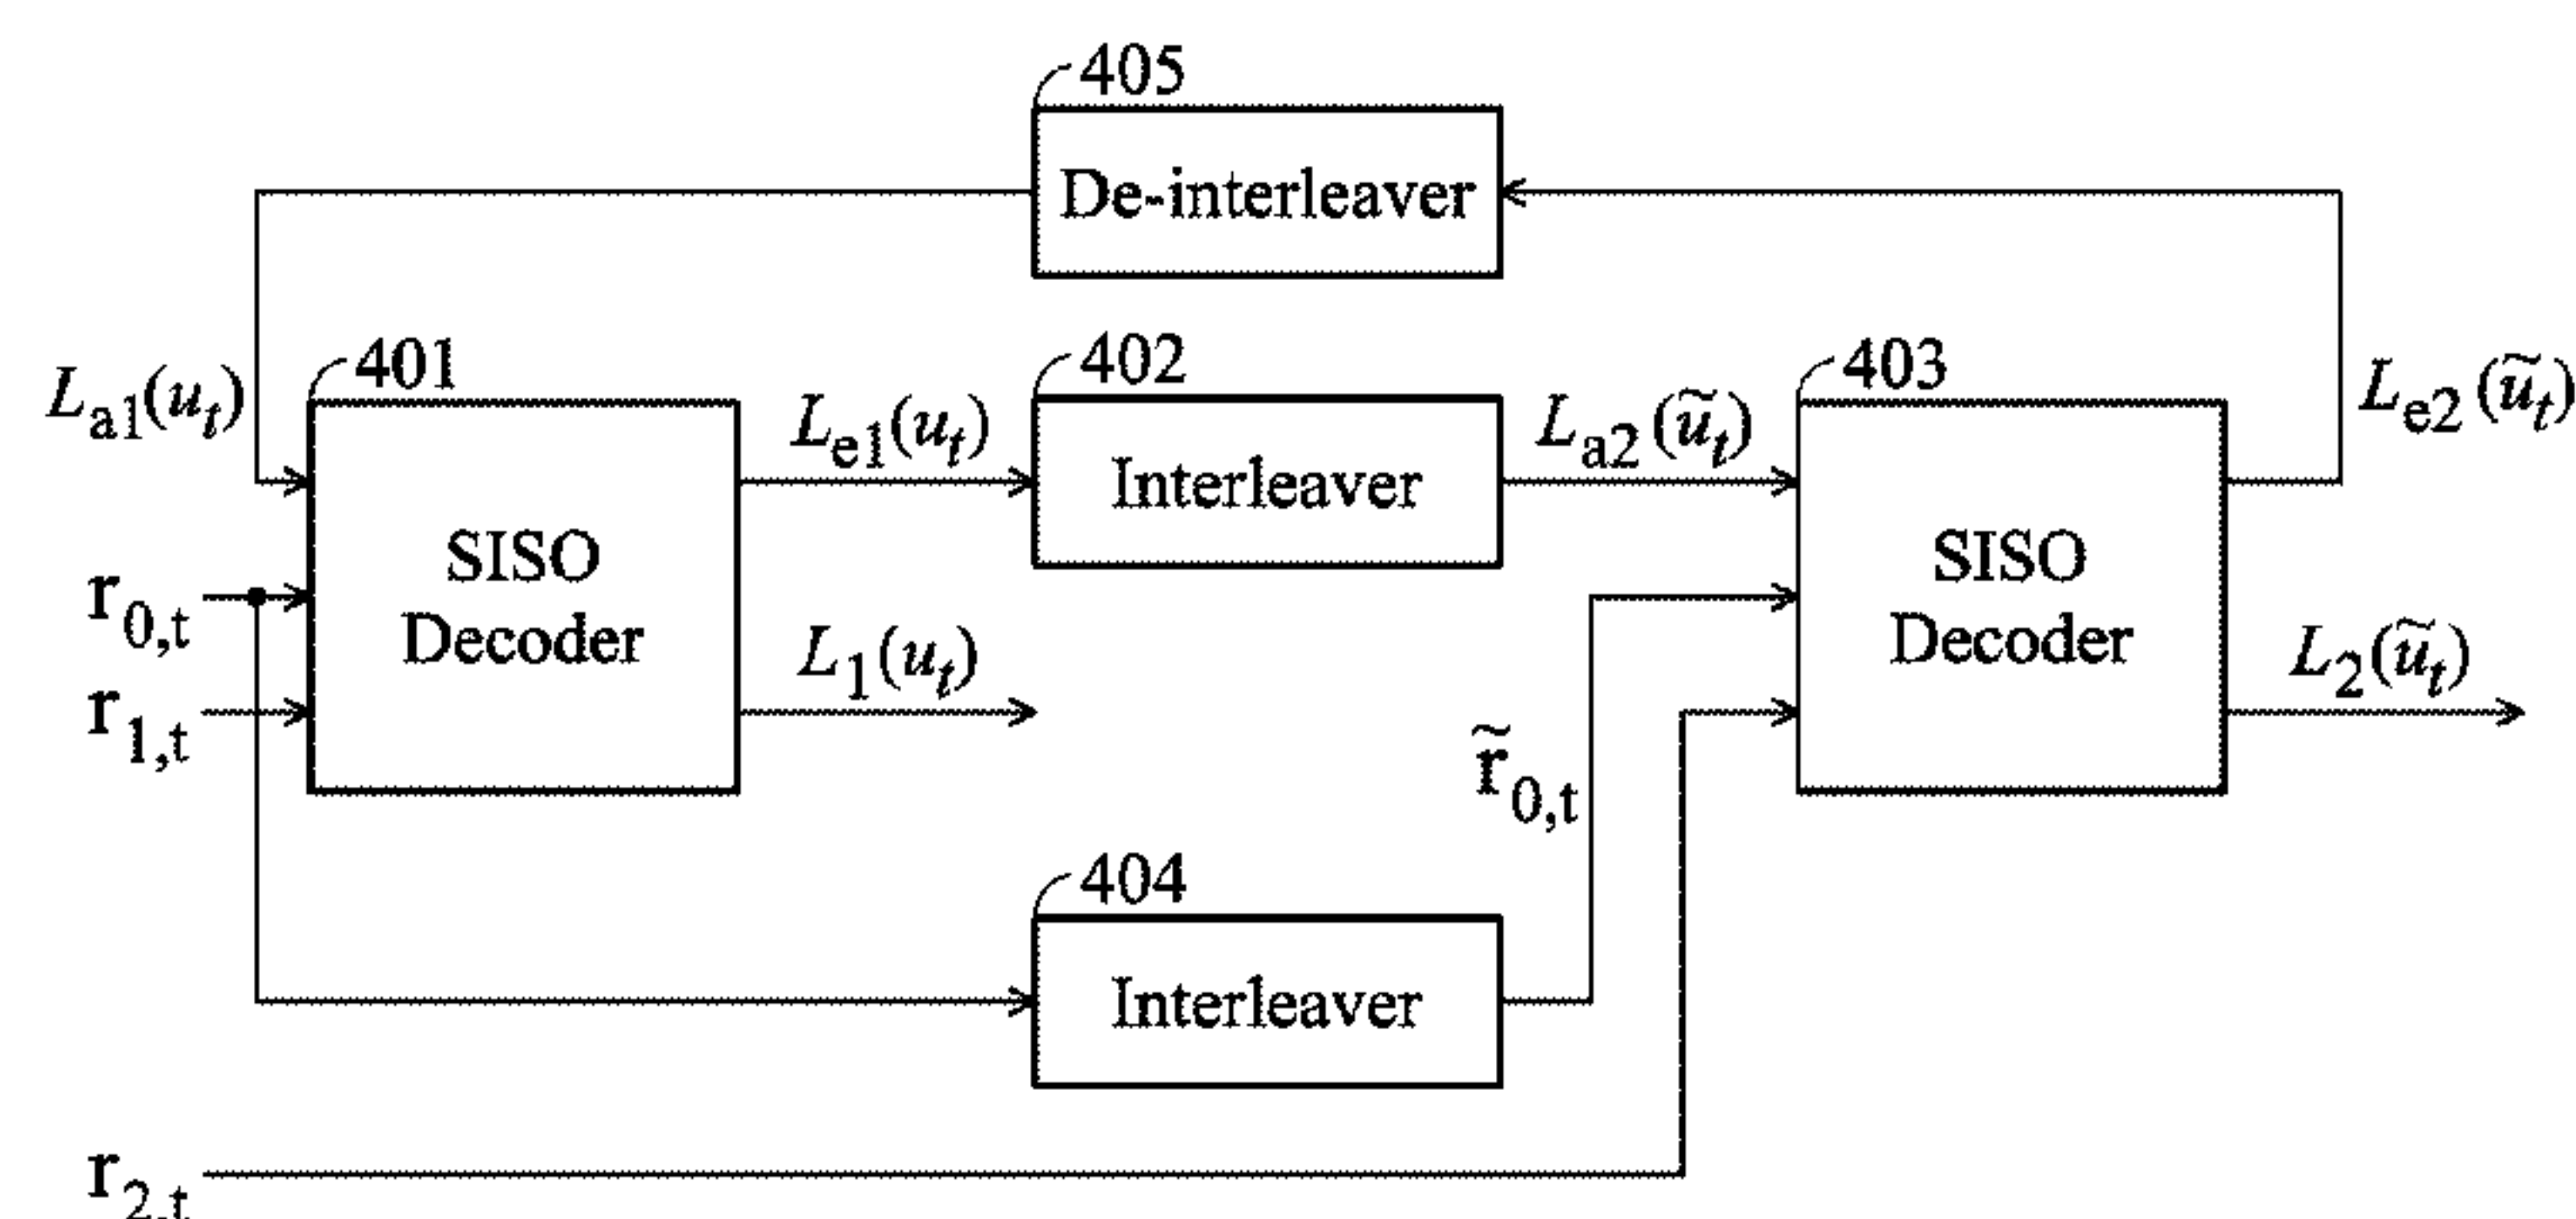 405
De-interleaver
401
402
403
Lₐ₁(uₜ)
Lₑ₁(uₜ)
Lₐ₂(ũₜ)
Lₑ₂(ũₜ)
SISO
Decoder
Interleaver
SISO
Decoder
r₀,ₜ
r₁,ₜ
L₁(uₜ)
L₂(ũₜ)
r̃₀,ₜ
404
Interleaver
r₂,ₜ